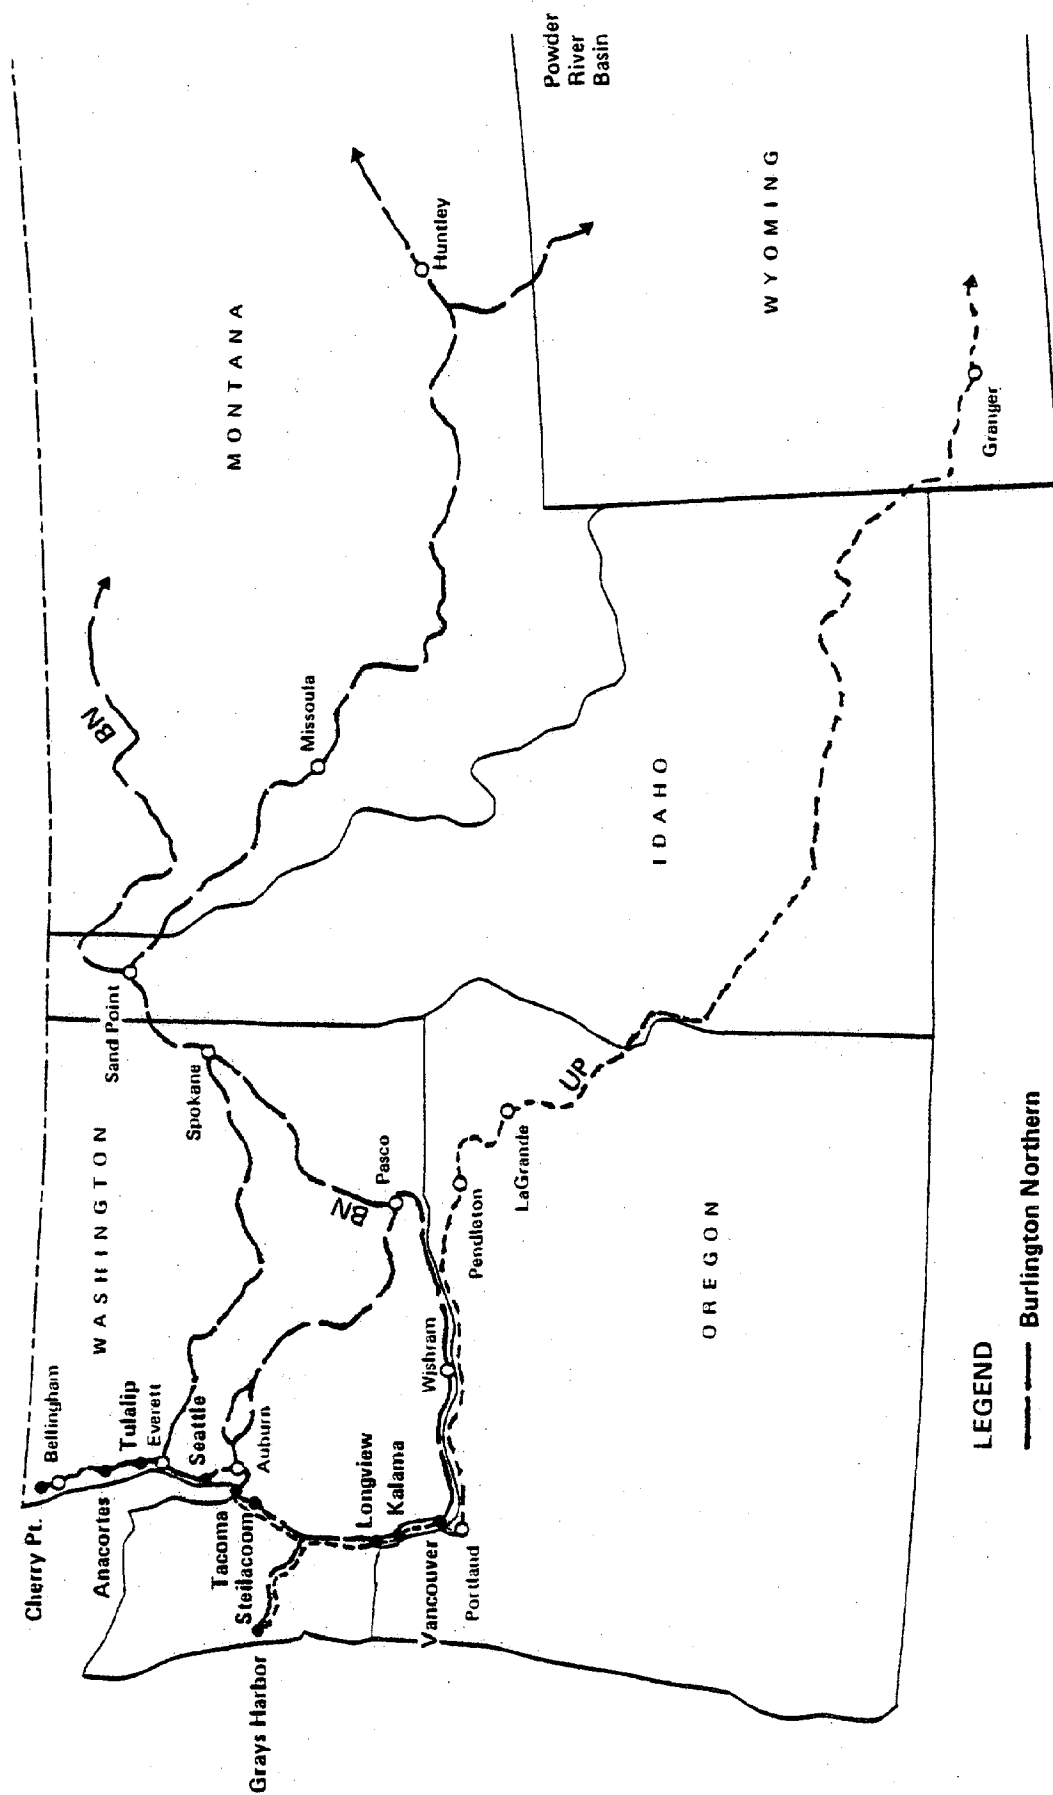 Cherry Pt.
Bellingham
Anacortes
Tulalip
Everett
Seattle
Tacoma
Steilacoom
Auburn
Grays Harbor
Longview
Kalama
Vancouver
Portland
WASHINGTON
Spokane
Sand Point
Pasco
Wishram
Pendleton
LaGrande
BN
BN
UP
Missoula
MONTANA
Huntley
IDAHO
OREGON
WYOMING
Granger
Powder
River
Basin
LEGEND
Burlington Northern